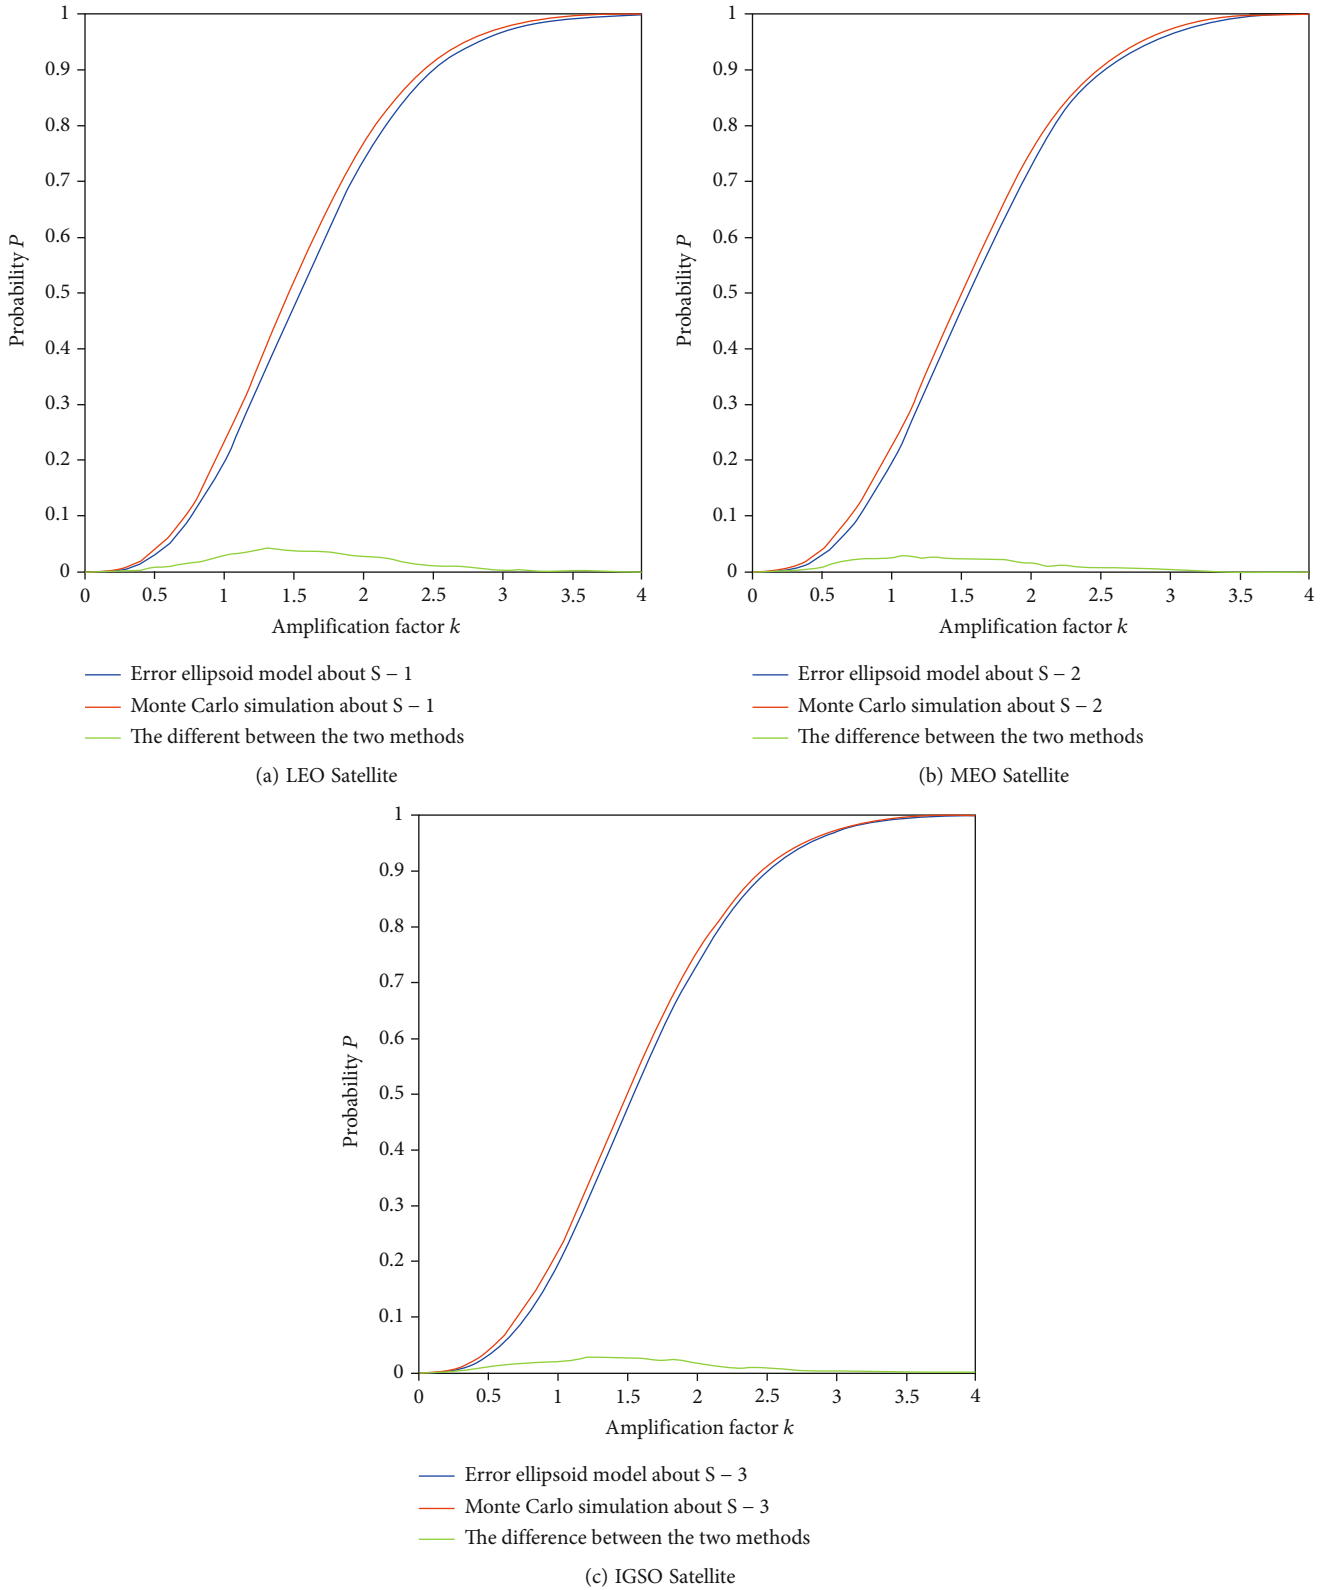 1
0.9
0.8
0.7
0.6
0.5
0.4
0.3
0.2
0.1
0
Probability P
0 0.5 1 1.5 2 2.5 3 3.5 4
Amplification factor k
Error ellipsoid model about S − 1
Monte Carlo simulation about S − 1
The different between the two methods
(a) LEO Satellite
1
0.9
0.8
0.7
0.6
0.5
0.4
0.3
0.2
0.1
0
Probability P
0 0.5 1 1.5 2 2.5 3 3.5 4
Amplification factor k
Error ellipsoid model about S − 2
Monte Carlo simulation about S − 2
The difference between the two methods
(b) MEO Satellite
1
0.9
0.8
0.7
0.6
0.5
0.4
0.3
0.2
0.1
0
Probability P
0 0.5 1 1.5 2 2.5 3 3.5 4
Amplification factor k
Error ellipsoid model about S − 3
Monte Carlo simulation about S − 3
The difference between the two methods
(c) IGSO Satellite